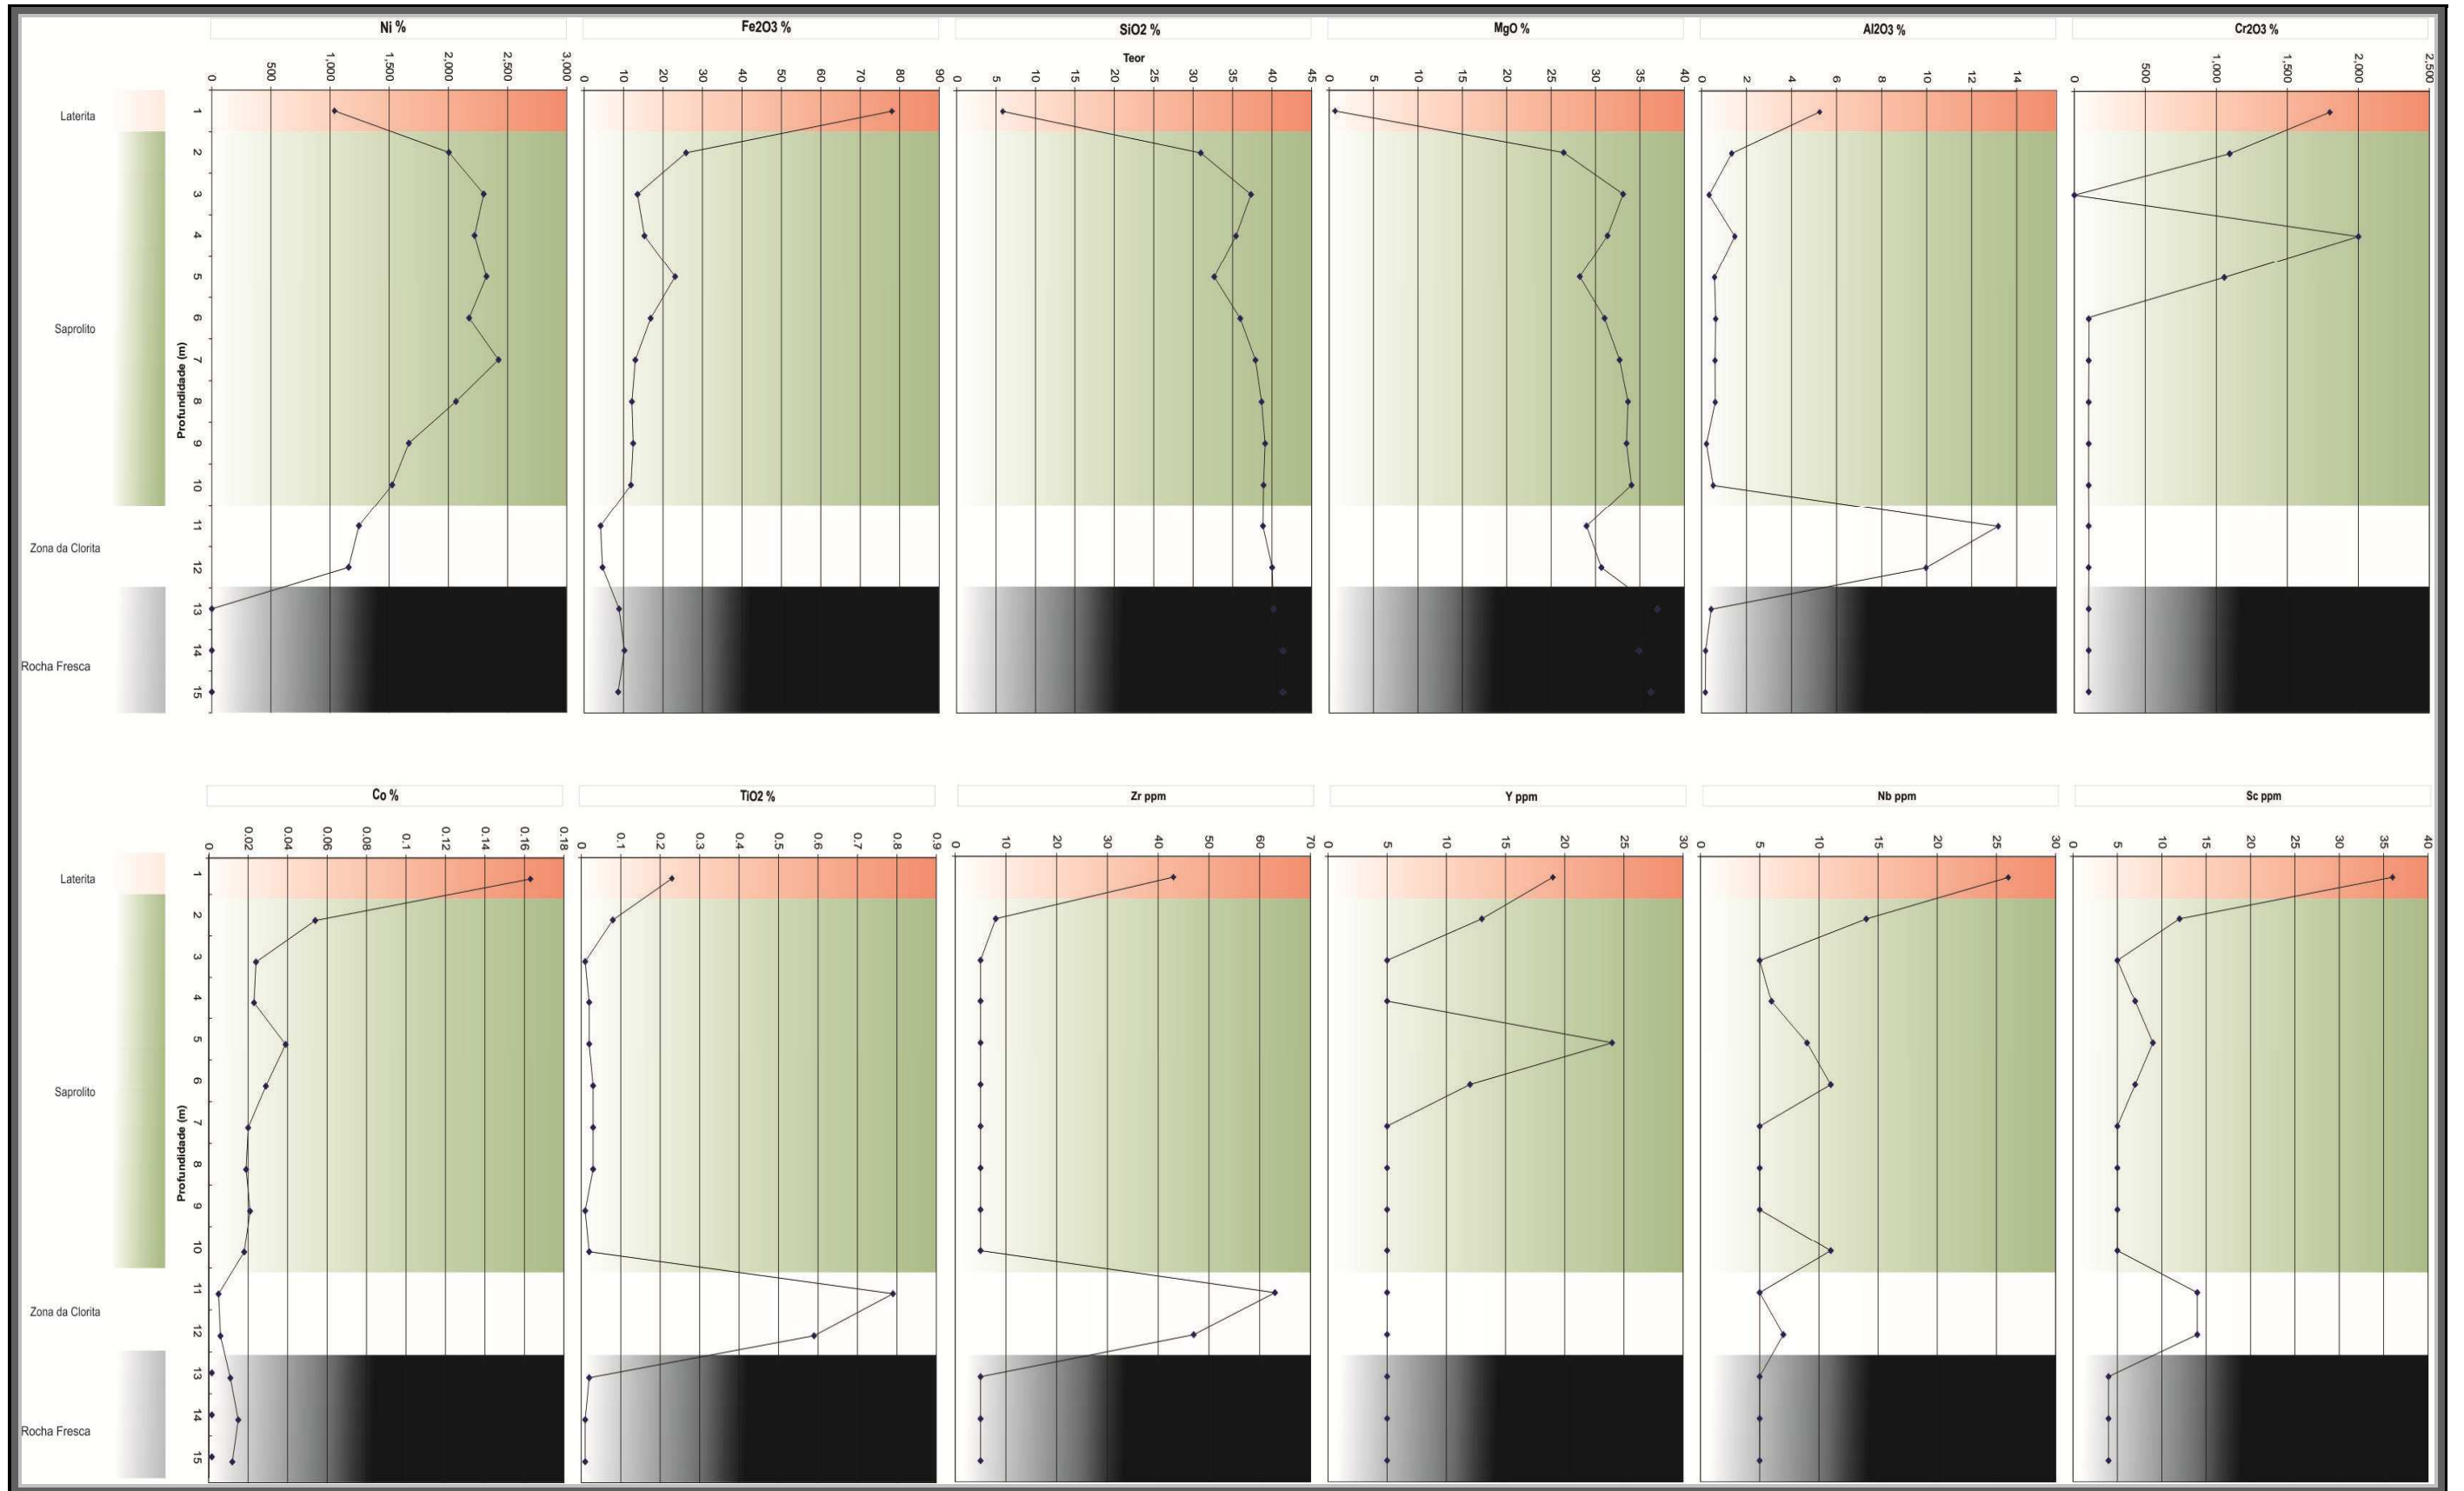 Ni %
Fe2O3 %
SiO2 %
MgO %
Al2O3 %
Cr2O3 %
Teor
0 500 1,000 1,500 2,000 2,500 3,000
0 10 20 30 40 50 60 70 80 90
0 5 10 15 20 25 30 35 40 45
0 5 10 15 20 25 30 35 40
0 2 4 6 8 10 12 14
0 500 1,000 1,500 2,000 2,500
Laterita
Saprolito
Zona da Clorita
Rocha Fresca
Profundidade (m)
1
2
3
4
5
6
7
8
9
10
11
12
13
14
15
Co %
TiO2 %
Zr ppm
Y ppm
Nb ppm
Sc ppm
0 0.02 0.04 0.06 0.08 0.1 0.12 0.14 0.16 0.18
0 0.1 0.2 0.3 0.4 0.5 0.6 0.7 0.8 0.9
0 10 20 30 40 50 60 70
0 5 10 15 20 25 30
0 5 10 15 20 25 30
0 5 10 15 20 25 30 35 40
Laterita
Saprolito
Zona da Clorita
Rocha Fresca
Profundidade (m)
1
2
3
4
5
6
7
8
9
10
11
12
13
14
15